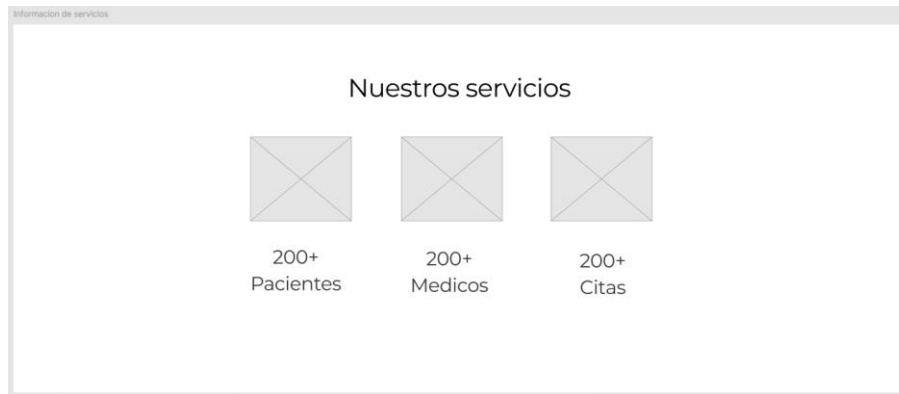 Informacion de servicios
Nuestros servicios
200+
Pacientes
200+
Medicos
200+
Citas